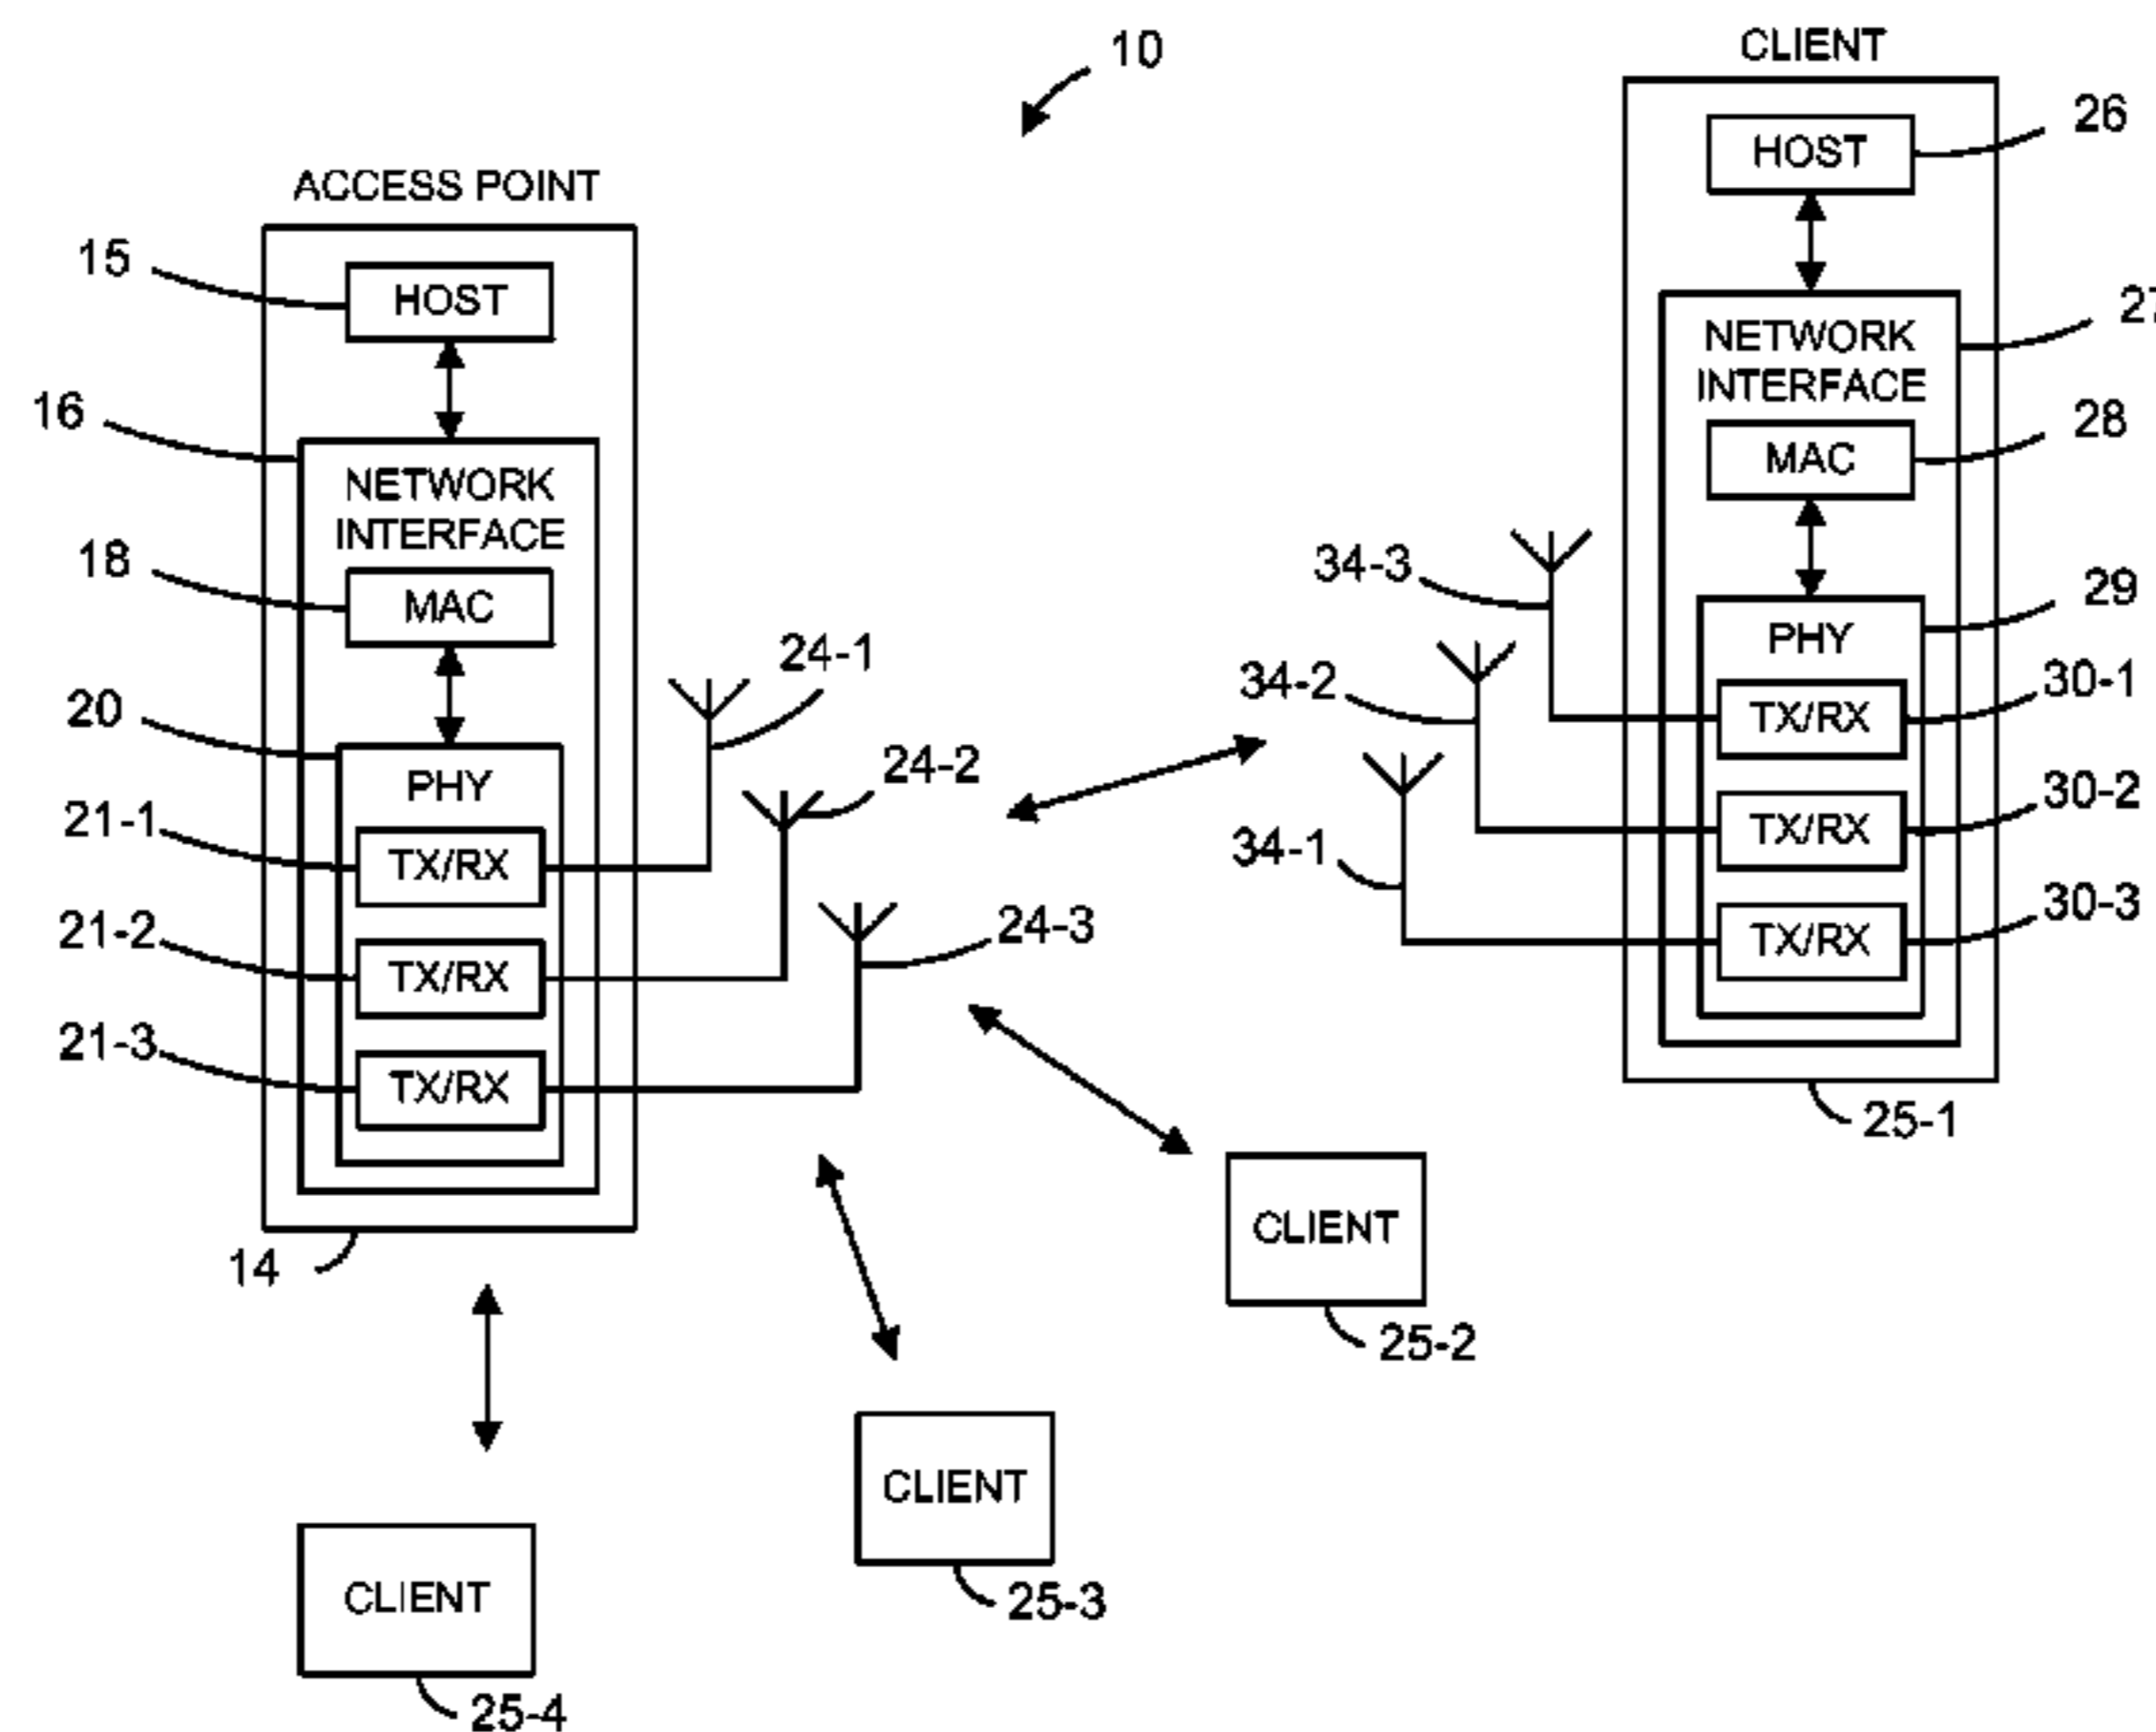 10
ACCESS POINT
15
HOST
16
NETWORK
INTERFACE
18
MAC
20
PHY
21-1
TX/RX
21-2
TX/RX
21-3
TX/RX
14
24-1
24-2
24-3
CLIENT
26
HOST
27
NETWORK
INTERFACE
28
MAC
29
PHY
30-1
TX/RX
30-2
TX/RX
30-3
TX/RX
34-3
34-2
34-1
25-1
CLIENT
25-2
CLIENT
25-3
CLIENT
25-4